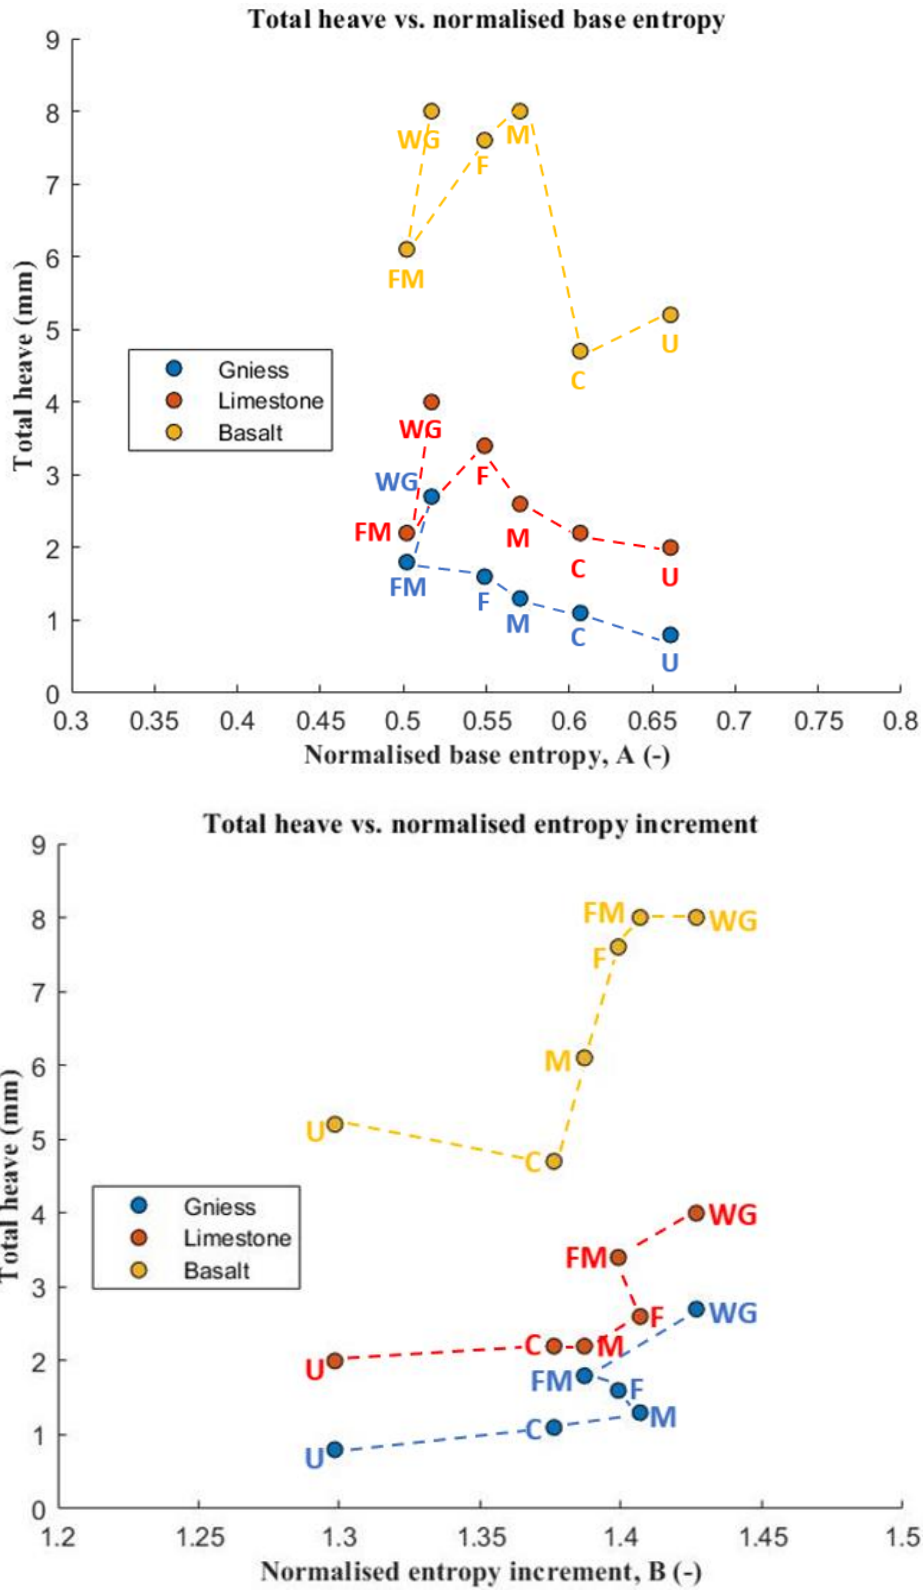 Total heave vs. normalised base entropy
9
8
7
6
5
4
3
2
1
0
Total heave (mm)
WG
F
M
FM
C
U
Gniess
Limestone
Basalt
WG
F
FM
M
C
U
WG
FM
F
M
C
U
0.3 0.35 0.4 0.45 0.5 0.55 0.6 0.65 0.7 0.75 0.8
Normalised base entropy, A (-)
Total heave vs. normalised entropy increment
9
8
7
6
5
4
3
2
1
0
Total heave (mm)
FM
WG
F
M
U
C
Gniess
Limestone
Basalt
WG
FM
F
C
M
U
WG
FM
F
M
C
U
1.2 1.25 1.3 1.35 1.4 1.45 1.5
Normalised entropy increment, B (-)